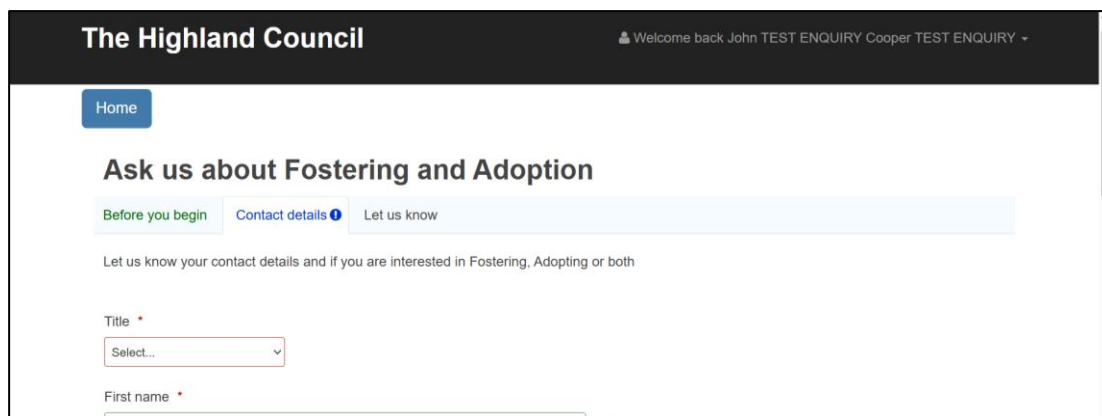 The Highland Council
Welcome back John TEST ENQUIRY Cooper TEST ENQUIRY
Home
Ask us about Fostering and Adoption
Before you begin Contact details Let us know
Let us know your contact details and if you are interested in Fostering, Adopting or both
Title *
Select...
First name *